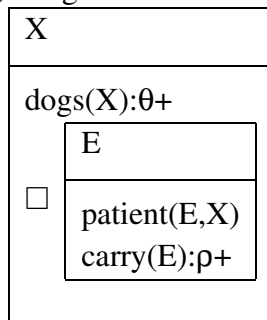 X
dogs(X):θ+
E
□
patient(E,X)
carry(E):ρ+